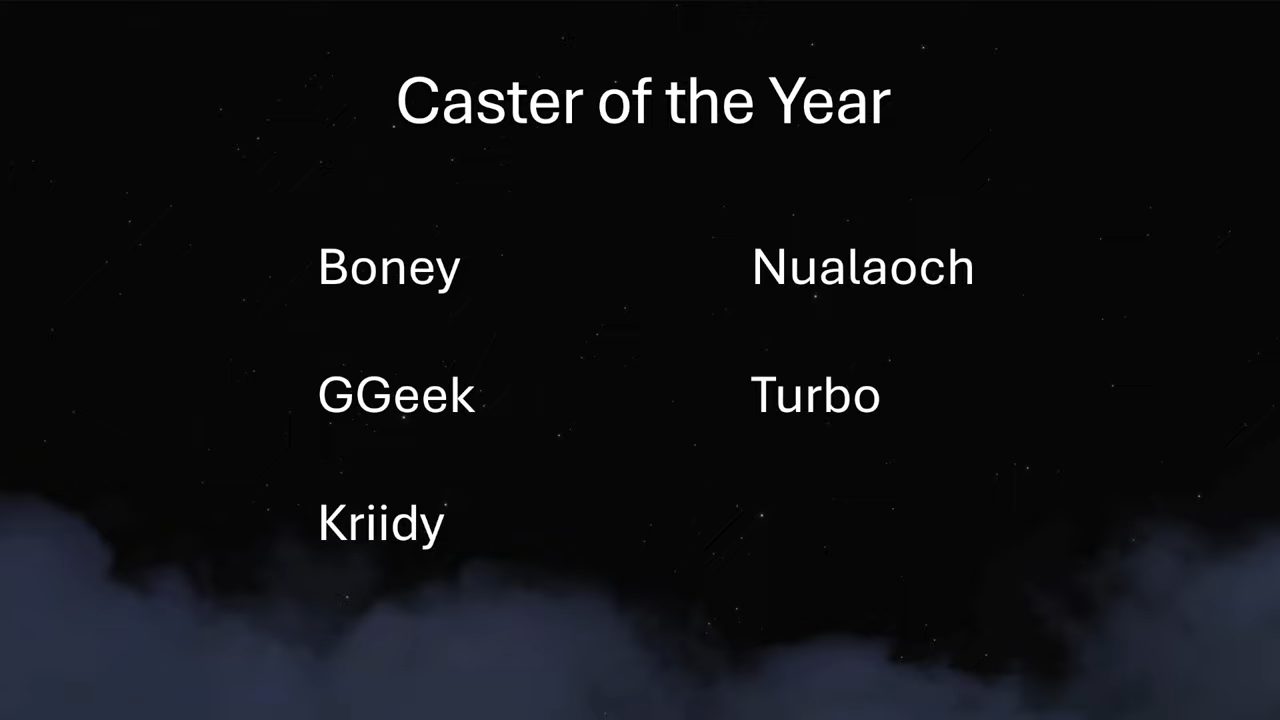 Caster of the Year
Boney
GGeek
Kriidy
Nualaoch
Turbo